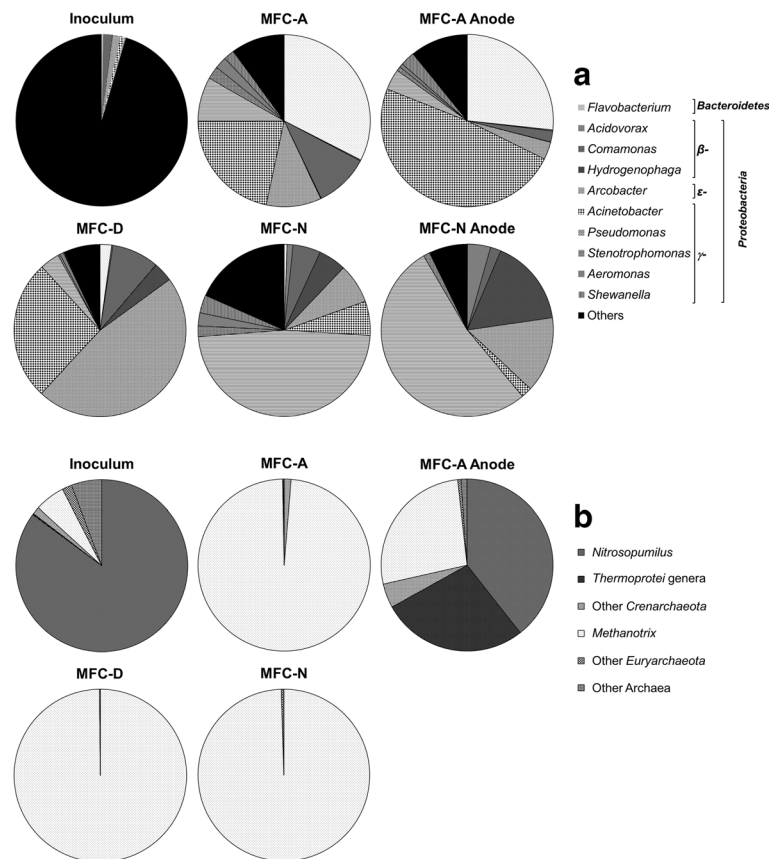 Inoculum
MFC-A
MFC-A Anode
MFC-D
MFC-N
MFC-N Anode
a
Flavobacterium
Bacteroidetes
Acidovorax
Comamonas
β-
Hydrogenophaga
Arcobacter
ε-
Acinetobacter
Pseudomonas
Stenotrophomonas
γ-
Aeromonas
Shewanella
Proteobacteria
Others
Inoculum
MFC-A
MFC-A Anode
MFC-D
MFC-N
b
Nitrosopumilus
Thermoprotei genera
Other Crenarchaeota
Methanotrix
Other Euryarchaeota
Other Archaea